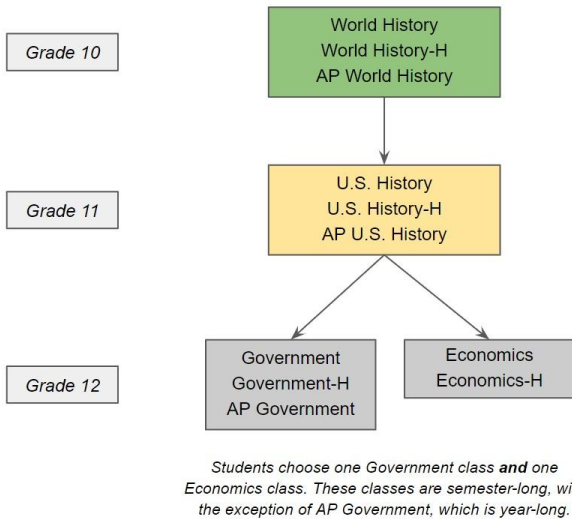 Grade 10
World History
World History-H
AP World History
Grade 11
U.S. History
U.S. History-H
AP U.S. History
Grade 12
Government
Government-H
AP Government
Economics
Economics-H
Students choose one Government class and one
Economics class. These classes are semester-long, wi
the exception of AP Government, which is year-long.